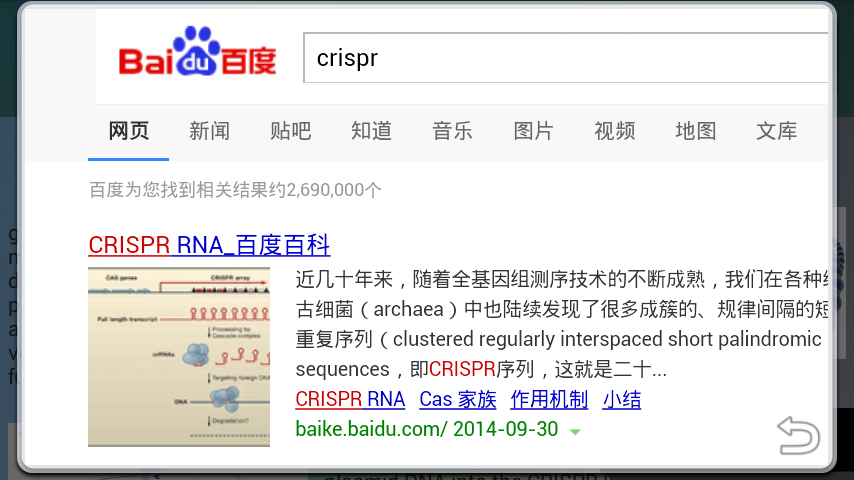 Bai du 百度
crispr
网页 新闻 贴吧 知道 音乐 图片 视频 地图 文库
百度为您找到相关结果约2,690,000个
CRISPR RNA_百度百科
CAS genes CRISPR array
Full length transcript
Processing by
Cascade complex
crRNAs
Targeting foreign DNA
DNA
Degradation?
近几十年来，随着全基因组测序技术的不断成熟，我们在各种
古细菌（archaea）中也陆续发现了很多成簇的、规律间隔的短
重复序列（clustered regularly interspaced short palindromic
sequences，即CRISPR序列，这就是二十...
CRISPR RNA Cas 家族 作用机制 小结
baike.baidu.com/ 2014-09-30